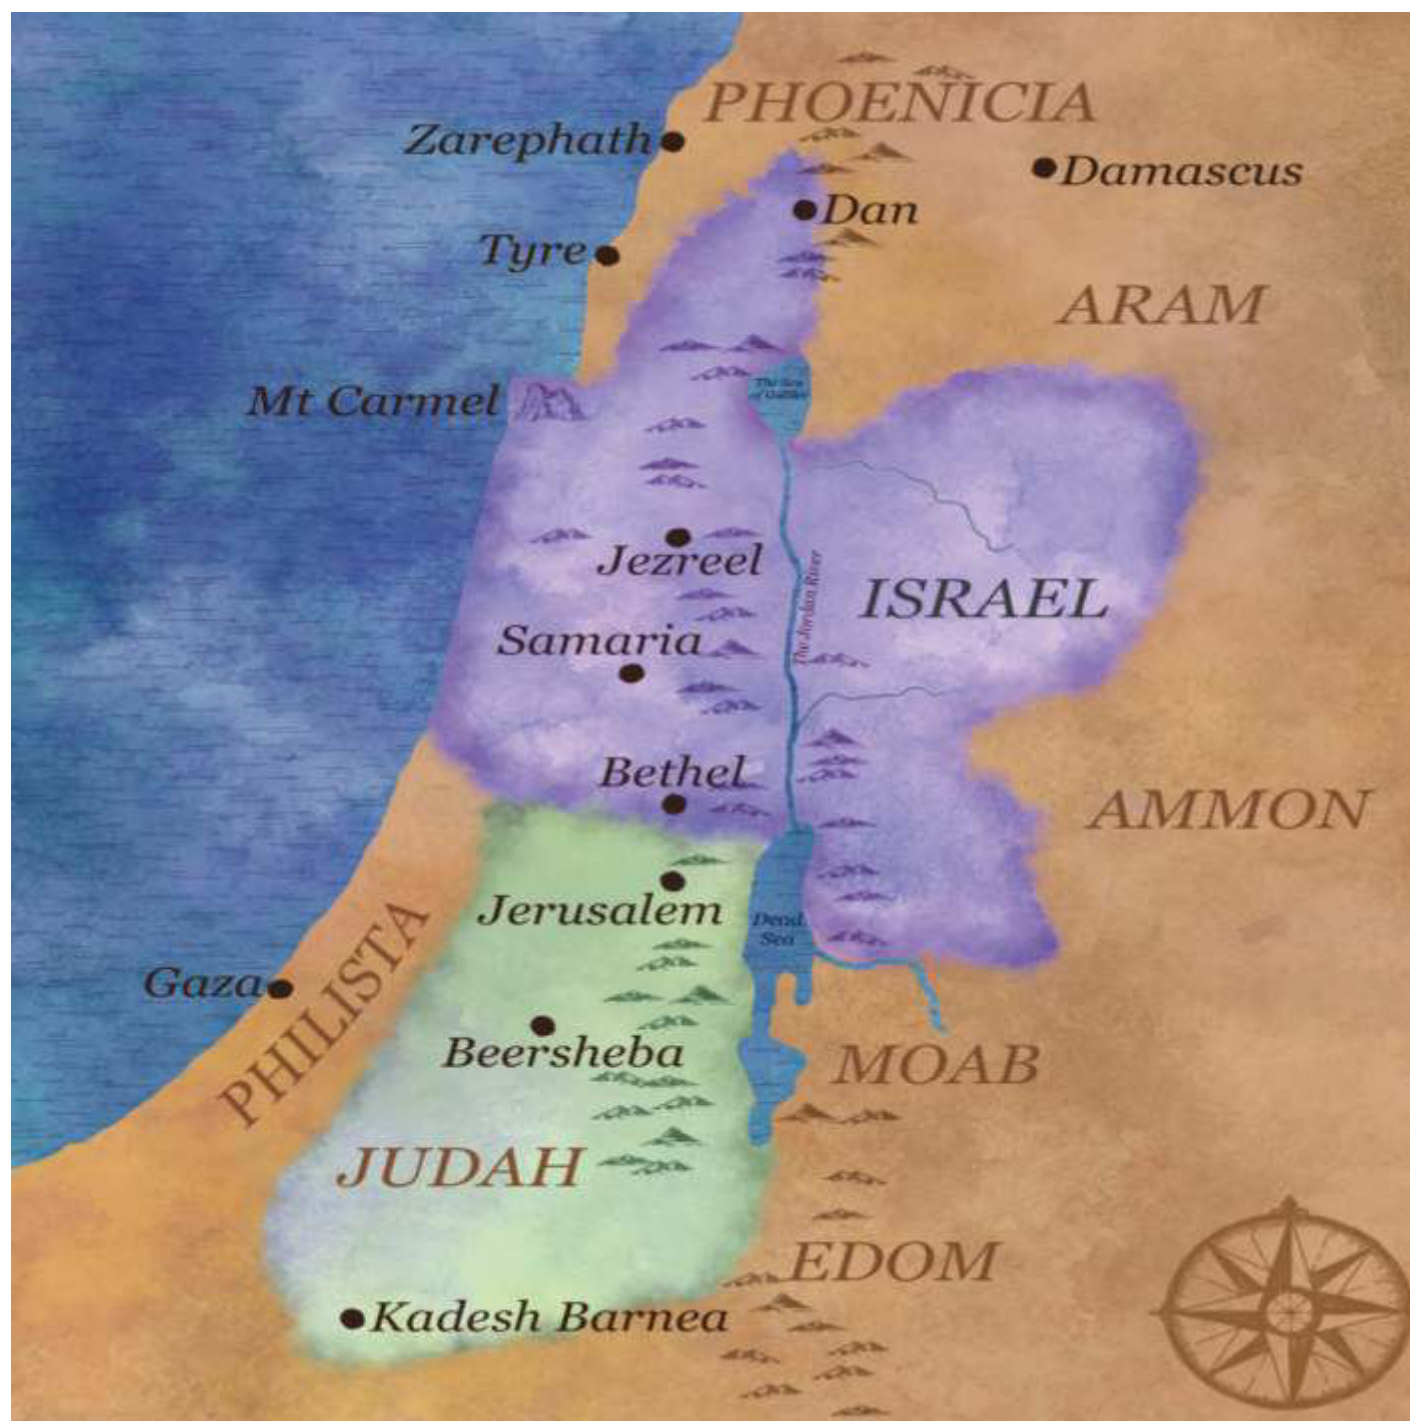 PHOENICIA
Zarephath
Damascus
Dan
Tyre
ARAM
The Sea
of Galilee
Mt Carmel
Jezreel
The Jordan River
ISRAEL
Samaria
Bethel
AMMON
Jerusalem
Dead
Sea
PHILISTA
Gaza
Beersheba
MOAB
JUDAH
EDOM
Kadesh Barnea